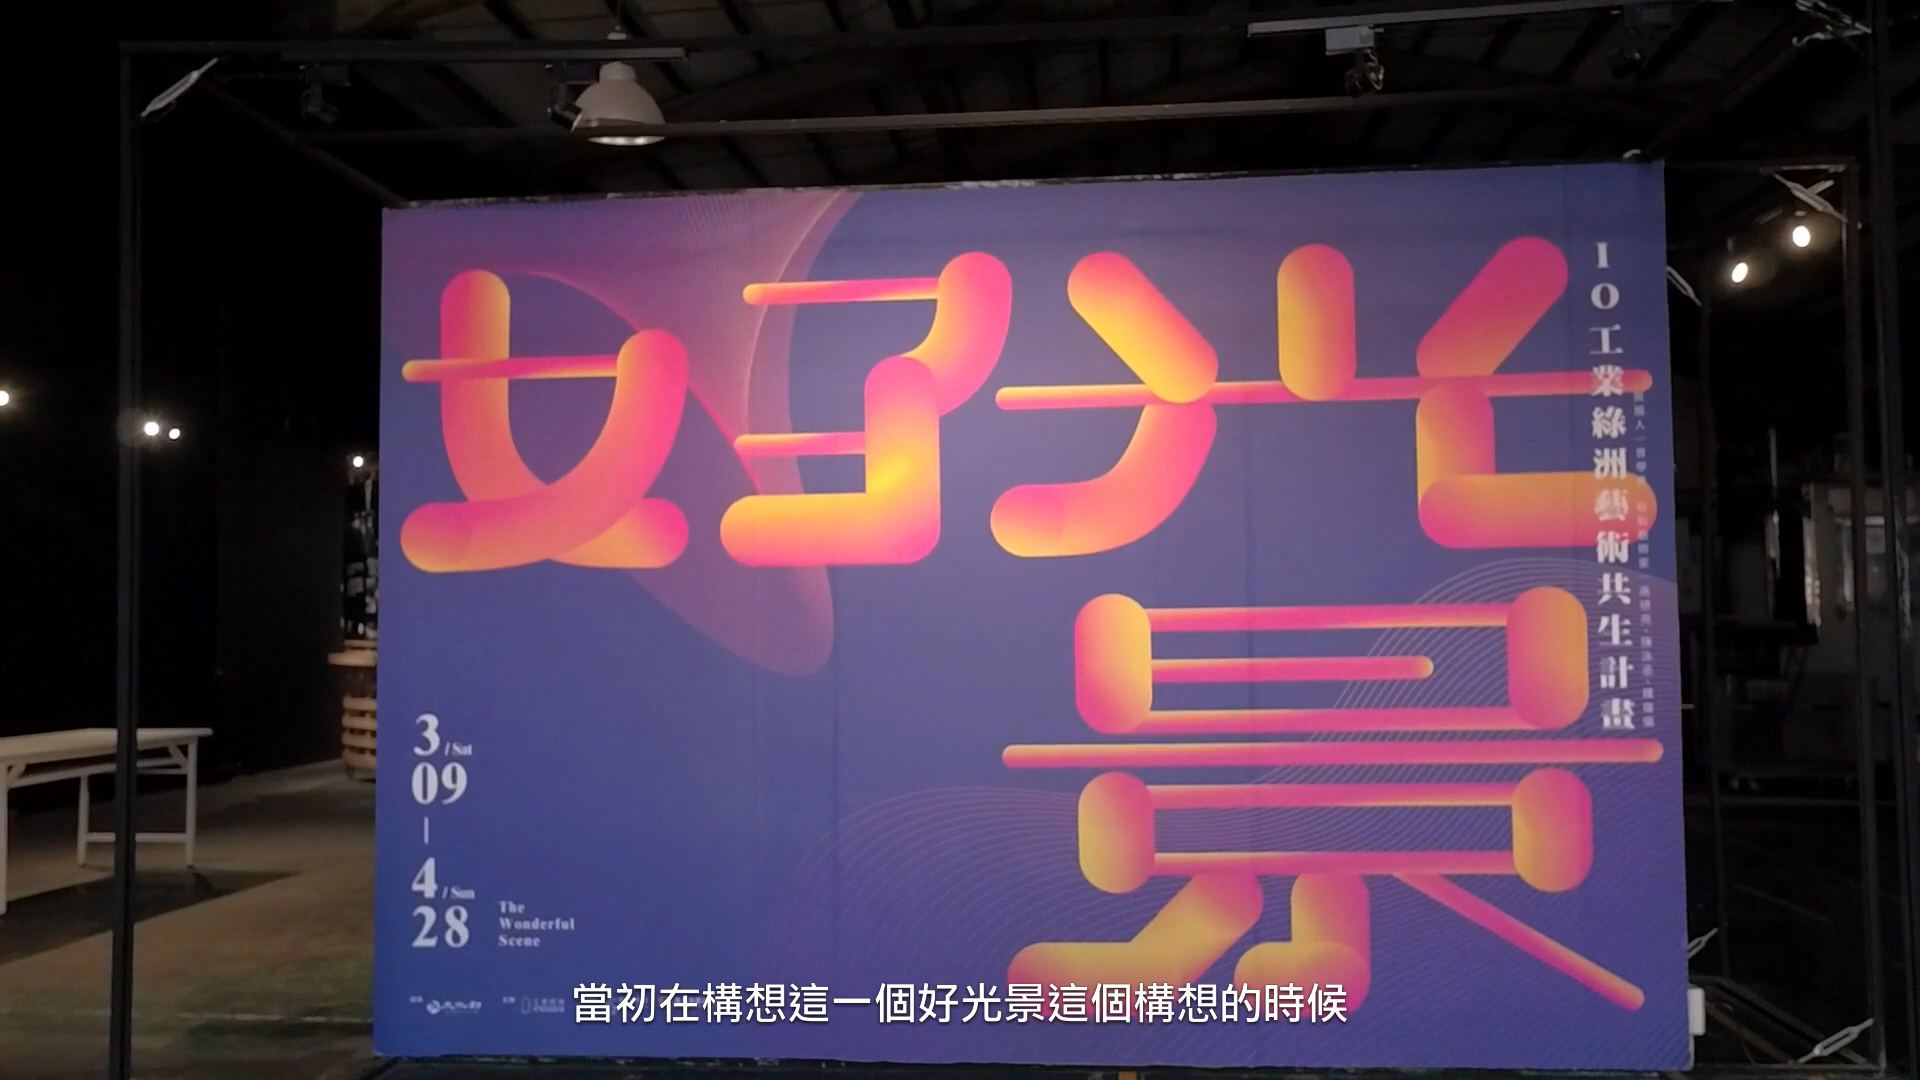 好光景
IO工業綠洲藝術共生計畫
3/Sat
09
|
4/Sun
28
The
Wonderful
Scene
當初在構想這一個好光景這個構想的時候